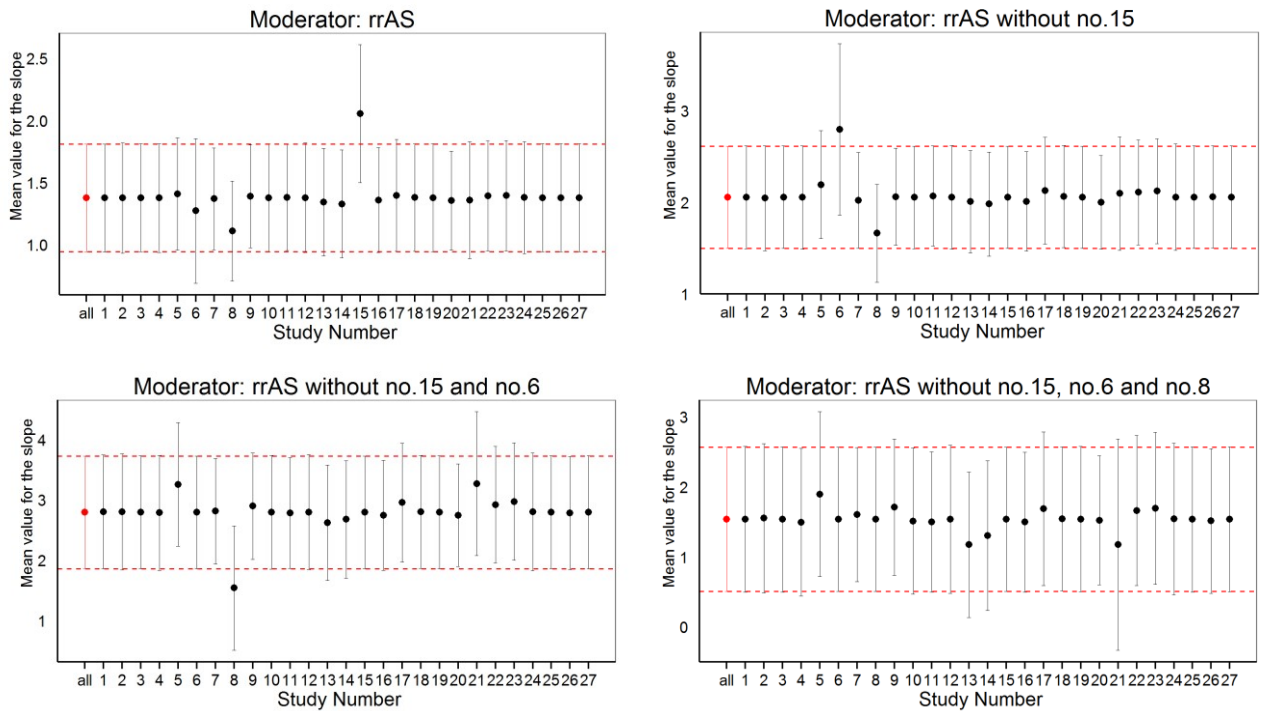 Moderator: rrAS
Mean value for the slope
2.5
2.0
1.5
1.0
all 1 2 3 4 5 6 7 8 9 10 11 12 13 14 15 16 17 18 19 20 21 22 23 24 25 26 27
Study Number
Moderator: rrAS without no.15
Mean value for the slope
3
2
1
all 1 2 3 4 5 6 7 8 9 10 11 12 13 14 15 16 17 18 19 20 21 22 23 24 25 26 27
Study Number
Moderator: rrAS without no.15 and no.6
Mean value for the slope
4
3
2
1
all 1 2 3 4 5 6 7 8 9 10 11 12 13 14 15 16 17 18 19 20 21 22 23 24 25 26 27
Study Number
Moderator: rrAS without no.15, no.6 and no.8
Mean value for the slope
3
2
1
0
all 1 2 3 4 5 6 7 8 9 10 11 12 13 14 15 16 17 18 19 20 21 22 23 24 25 26 27
Study Number